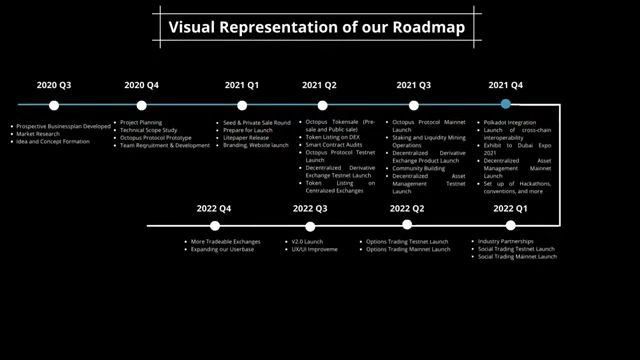 Visual Representation of our Roadmap
2020 Q3
• Prospective Businessplan Developed
• Market Research
• Idea and Concept Formation
2020 Q4
• Project Planning
• Technical Scope Study
• Octopus Protocol Prototype
• Team Recruitment & Development
2021 Q1
• Seed & Private Sale Round
• Prepare for Launch
• Litepaper Release
• Branding, Website launch
2021 Q2
• Octopus Tokensale (Pre-
sale and Public sale)
• Token Listing on DEX
• Smart Contract Audits
• Octopus Protocol Testnet
Launch
• Decentralized Derivative
Exchange Testnet Launch
• Token Listing on
Centralized Exchanges
2021 Q3
• Octopus Protocol Mainnet
Launch
• Staking and Liquidity Mining
Operations
• Decentralized Derivative
Exchange Product Launch
• Community Building
• Decentralized Asset
Management Testnet
Launch
2021 Q4
• Polkadot Integration
• Launch of cross-chain
interoperability
• Exhibit to Dubai Expo
2021
• Decentralized Asset
Management Mainnet
Launch
• Set up of Hackathons,
conventions, and more
2022 Q4
• More Tradeable Exchanges
• Expanding our Userbase
2022 Q3
• V2.0 Launch
• UX/UI Improveme
2022 Q2
• Options Trading Testnet Launch
• Options Trading Mainnet Launch
2022 Q1
• Industry Partnerships
• Social Trading Testnet Launch
• Social Trading Mainnet Launch